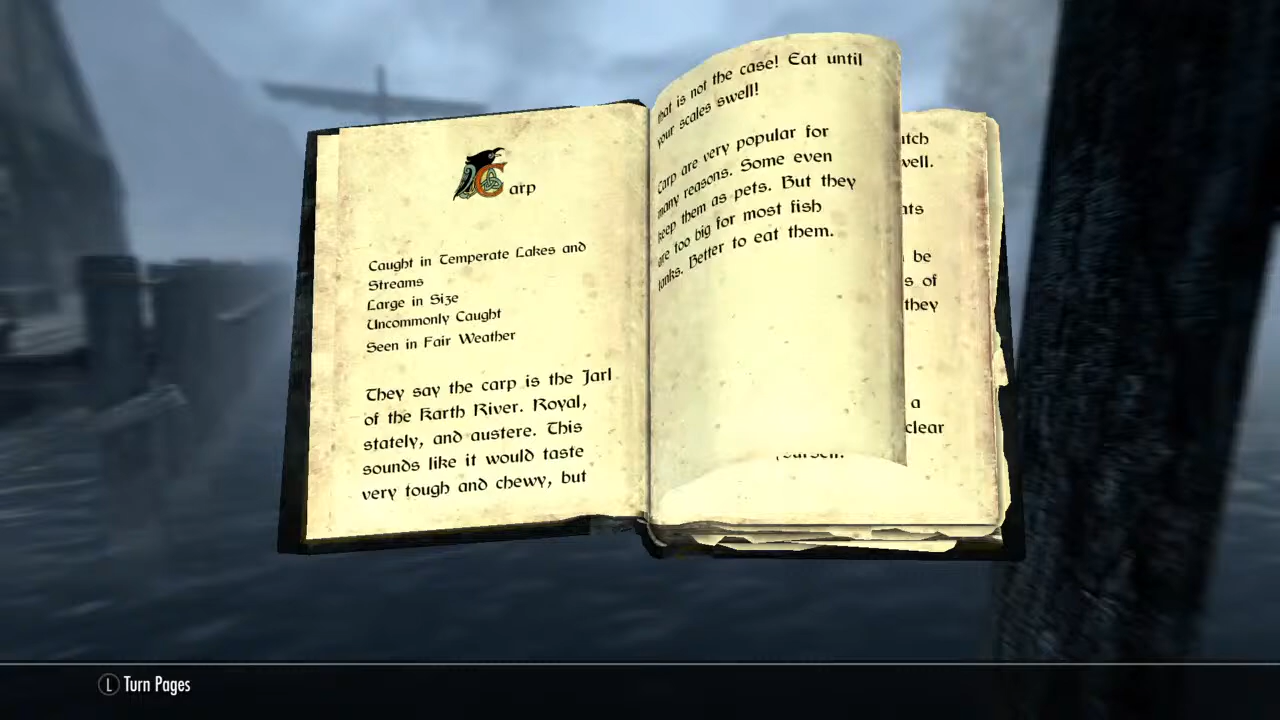 Carp
Caught in Temperate Lakes and
Streams
Large in Size
Uncommonly Caught
Seen in Fair Weather
They say the carp is the Jarl
of the Karth River. Royal,
stately, and austere. This
sounds like it would taste
very tough and chewy, but
that is not the case! Eat until
your scales swell!
Carp are very popular for
many reasons. Some even
keep them as pets. But they
are too big for most fish
tanks. Better to eat them.
be
of
they
a
clear
L Turn Pages